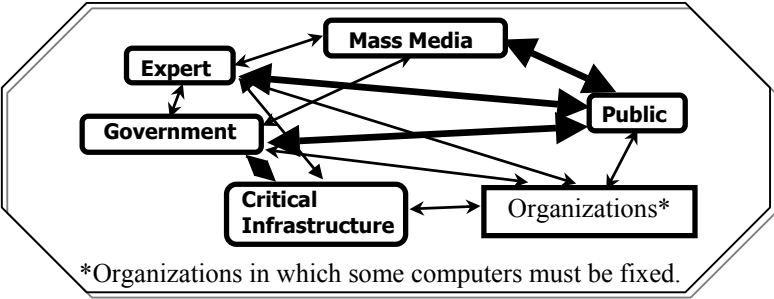 Mass Media
Expert
Public
Government
Critical
Infrastructure
Organizations*
*Organizations in which some computers must be fixed.